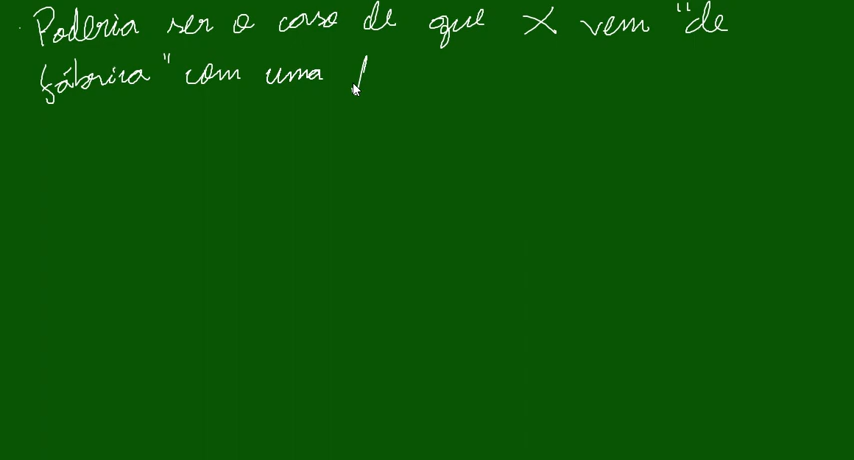 Poderia ser o caso de que X vem "de
fábrica" com uma